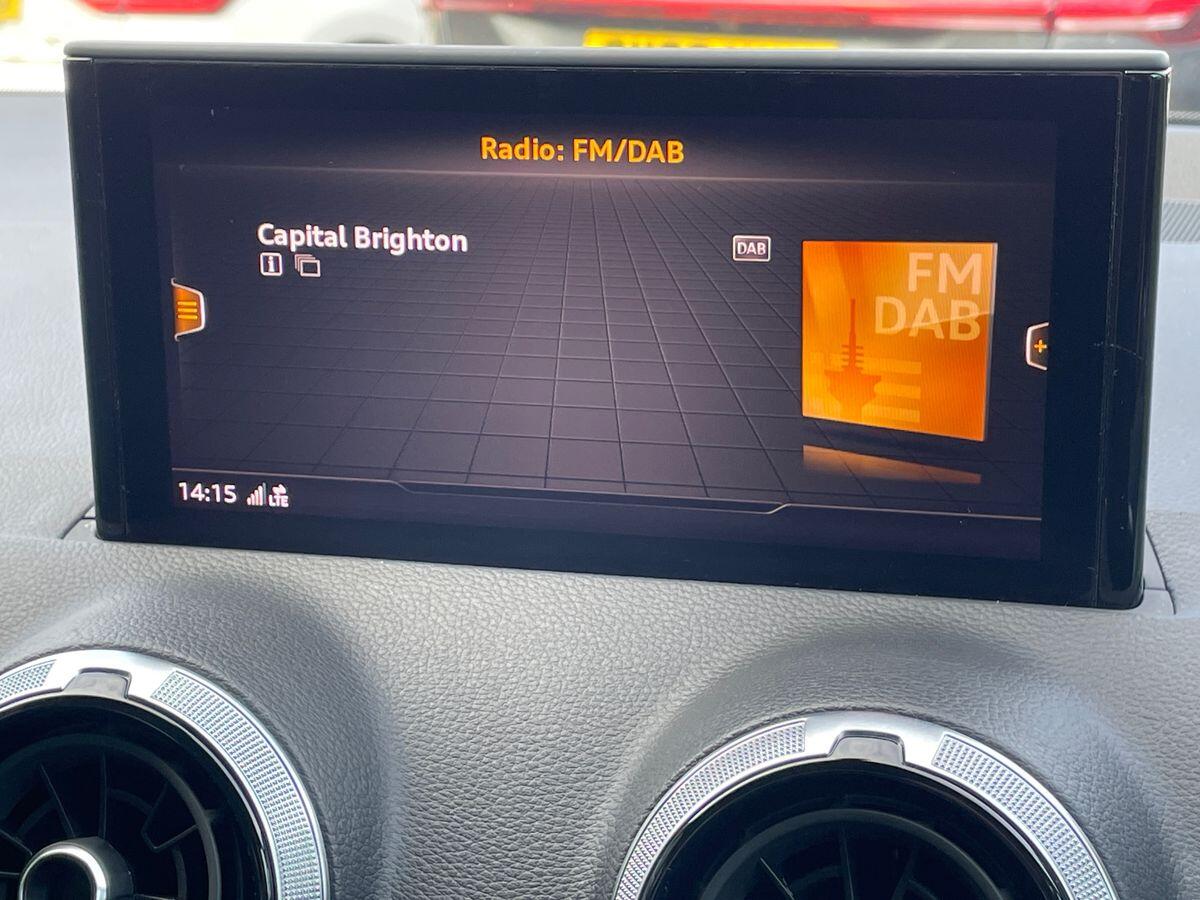 Radio: FM/DAB
Capital Brighton
DAB
i
FM
DAB
+
14:15 LTE